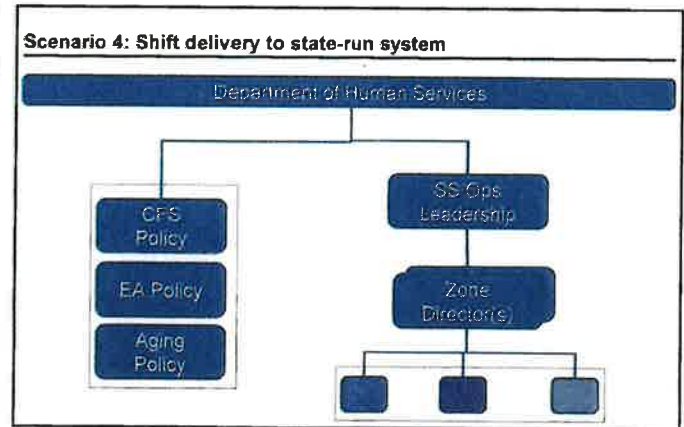 Scenario 4: Shift delivery to state-run system
Department of Human Services
CFS
Policy
EA Policy
Aging
Policy
SS Ops
Leadership
Zone
Director(s)